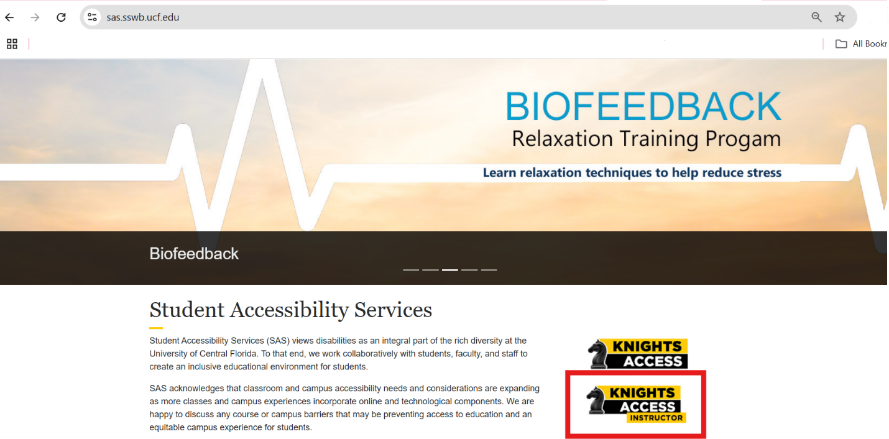 sas.sswb.ucf.edu
All Bookm
BIOFEEDBACK
Relaxation Training Progam
Learn relaxation techniques to help reduce stress
Biofeedback
Student Accessibility Services
Student Accessibility Services (SAS) views disabilities as an integral part of the rich diversity at the
University of Central Florida. To that end, we work collaboratively with students, faculty, and staff to
create an inclusive educational environment for students.
SAS acknowledges that classroom and campus accessibility needs and considerations are expanding
as more classes and campus experiences incorporate online and technological components. We are
happy to discuss any course or campus barriers that may be preventing access to education and an
equitable campus experience for students.
KNIGHTS
ACCESS
KNIGHTS
ACCESS
INSTRUCTOR